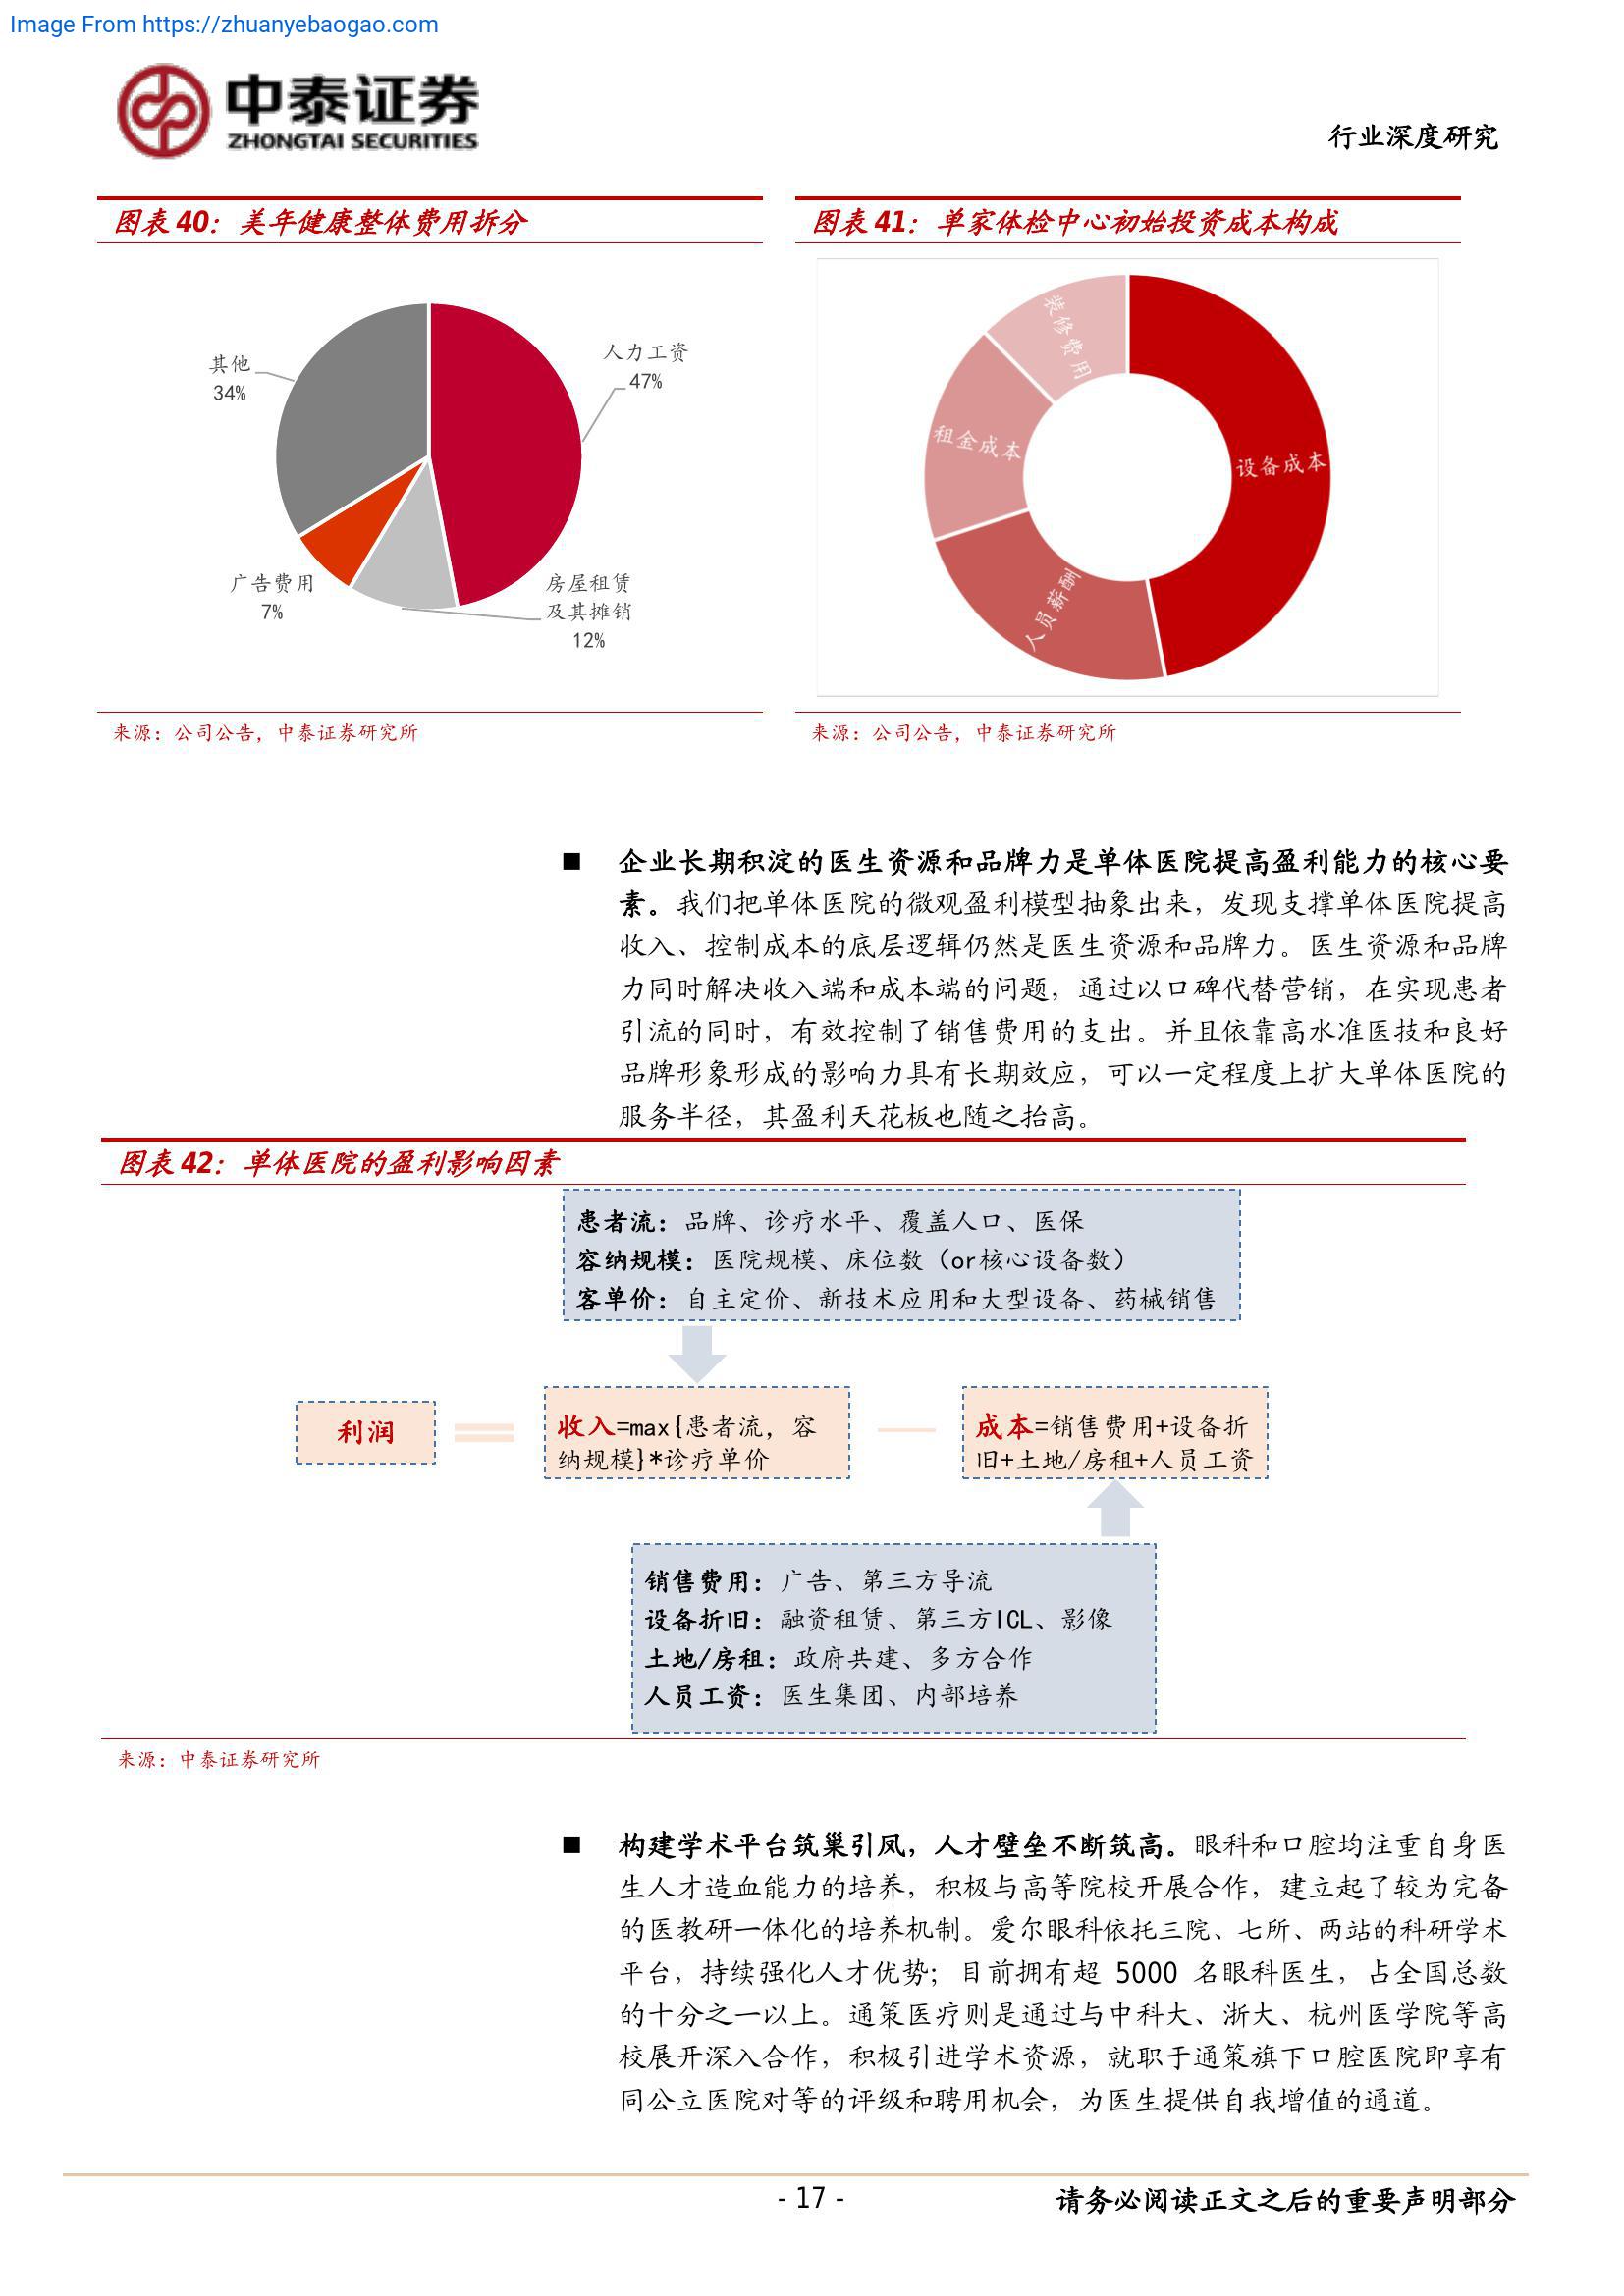 Image From https://zhuanyebaogao.com
中泰证券
ZHONGTAI SECURITIES
行业深度研究
图表 40：美年健康整体费用拆分
其他
34%
人力工资
47%
广告费用
7%
房屋租赁
及其摊销
12%
来源：公司公告，中泰证券研究所
图表 41：单家体检中心初始投资成本构成
装修费用
租金成本
设备成本
人员薪酬
来源：公司公告，中泰证券研究所
■ 企业长期积淀的医生资源和品牌力是单体医院提高盈利能力的核心要
素。我们把单体医院的微观盈利模型抽象出来，发现支撑单体医院提高
收入、控制成本的底层逻辑仍然是医生资源和品牌力。医生资源和品牌
力同时解决收入端和成本端的问题，通过以口碑代替营销，在实现患者
引流的同时，有效控制了销售费用的支出。并且依靠高水准医技和良好
品牌形象形成的影响力具有长期效应，可以一定程度上扩大单体医院的
服务半径，其盈利天花板也随之抬高。
图表 42：单体医院的盈利影响因素
患者流：品牌、诊疗水平、覆盖人口、医保
容纳规模：医院规模、床位数（or核心设备数）
客单价：自主定价、新技术应用和大型设备、药械销售
利润
收入=max{患者流，容
纳规模}*诊疗单价
成本=销售费用+设备折
旧+土地/房租+人员工资
销售费用：广告、第三方导流
设备折旧：融资租赁、第三方ICL、影像
土地/房租：政府共建、多方合作
人员工资：医生集团、内部培养
来源：中泰证券研究所
■ 构建学术平台筑巢引凤，人才壁垒不断筑高。眼科和口腔均注重自身医
生人才造血能力的培养，积极与高等院校开展合作，建立起了较为完备
的医教研一体化的培养机制。爱尔眼科依托三院、七所、两站的科研学术
平台，持续强化人才优势；目前拥有超 5000 名眼科医生，占全国总数
的十分之一以上。通策医疗则是通过与中科大、浙大、杭州医学院等高
校展开深入合作，积极引进学术资源，就职于通策旗下口腔医院即享有
同公立医院对等的评级和聘用机会，为医生提供自我增值的通道。
- 17 -
请务必阅读正文之后的重要声明部分